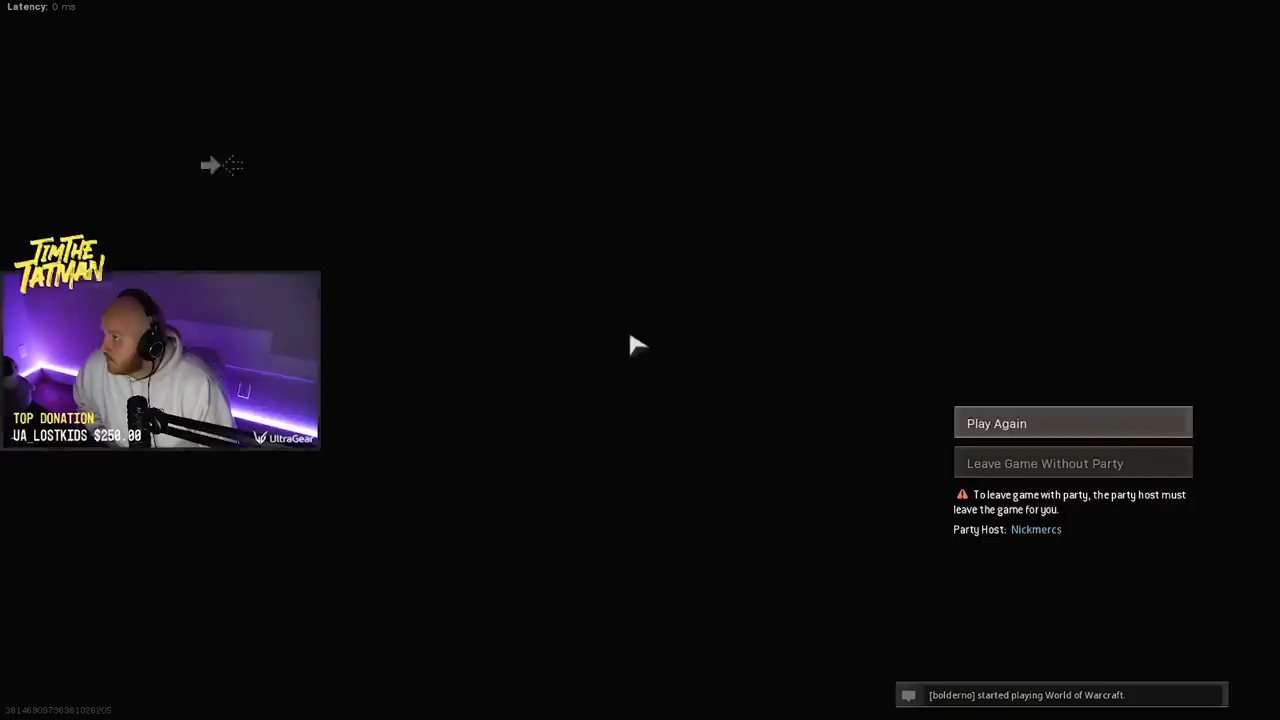 Latency: 0 ms
TIMTHE
TATMAN
TOP DONATION
UA_LOSTKIDS $250.00
UltraGear
Play Again
Leave Game Without Party
To leave game with party, the party host must
leave the game for you.
Party Host: Nickmercs
[bolderno] started playing World of Warcraft.